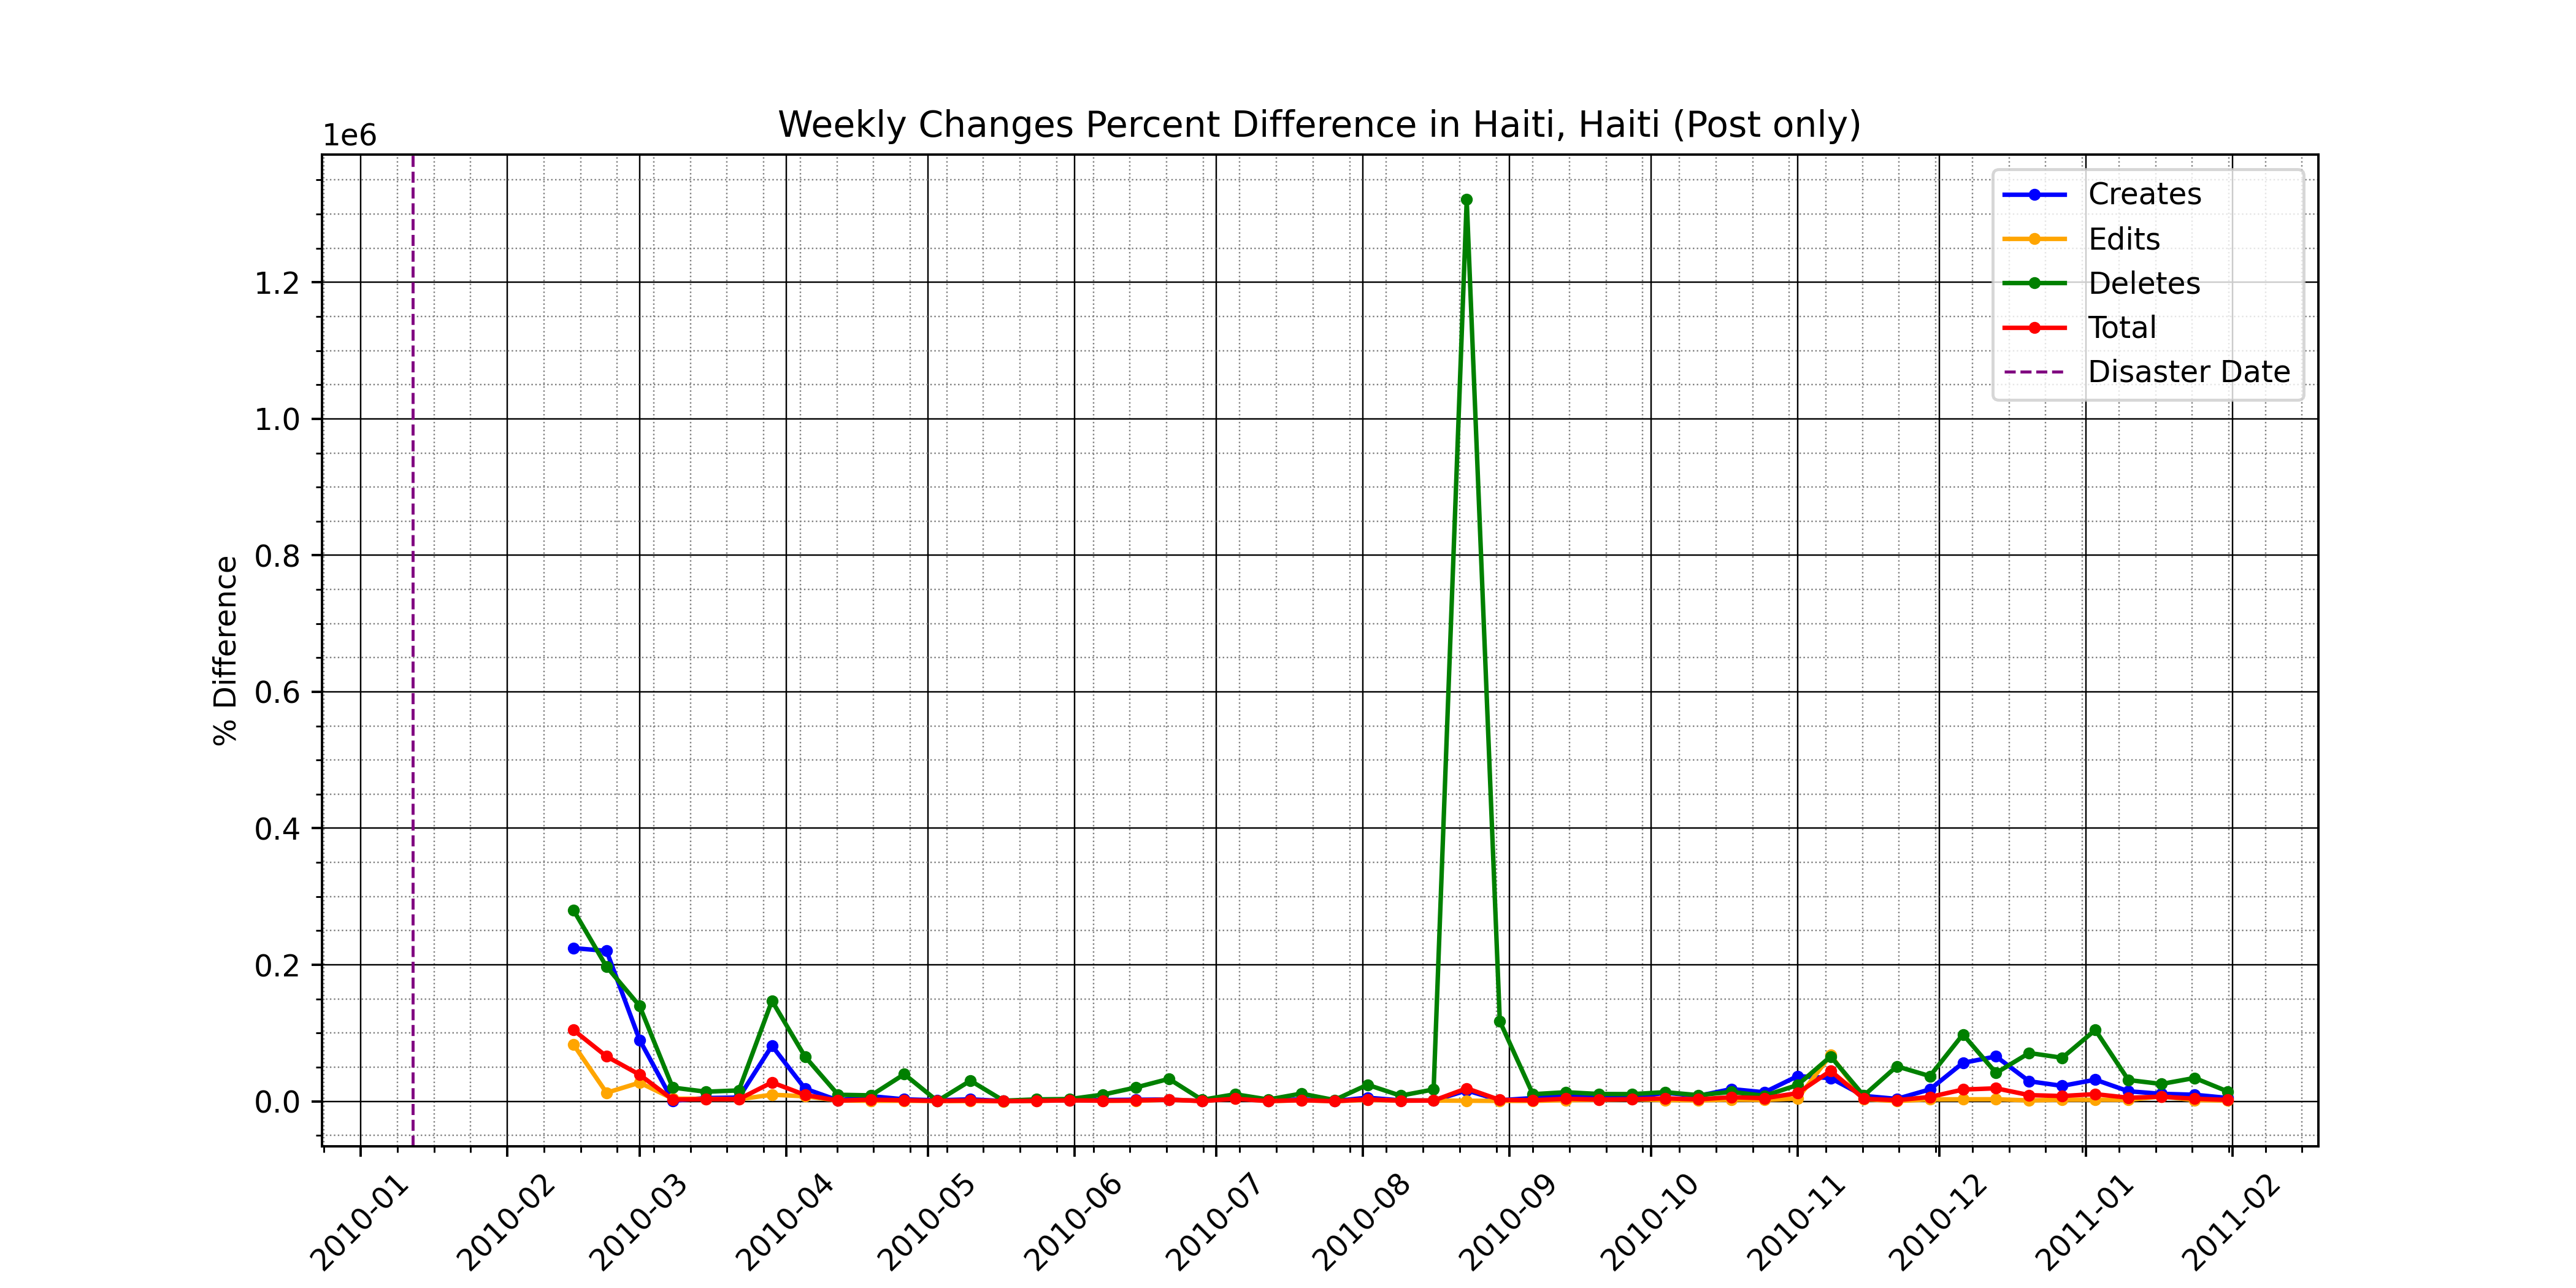 Weekly Changes Percent Difference in Haiti, Haiti (Post only)
1e6
Creates
Edits
Deletes
Total
Disaster Date
% Difference
1.2
1.0
0.8
0.6
0.4
0.2
0.0
2010-01
2010-02
2010-03
2010-04
2010-05
2010-06
2010-07
2010-08
2010-09
2010-10
2010-11
2010-12
2011-01
2011-02